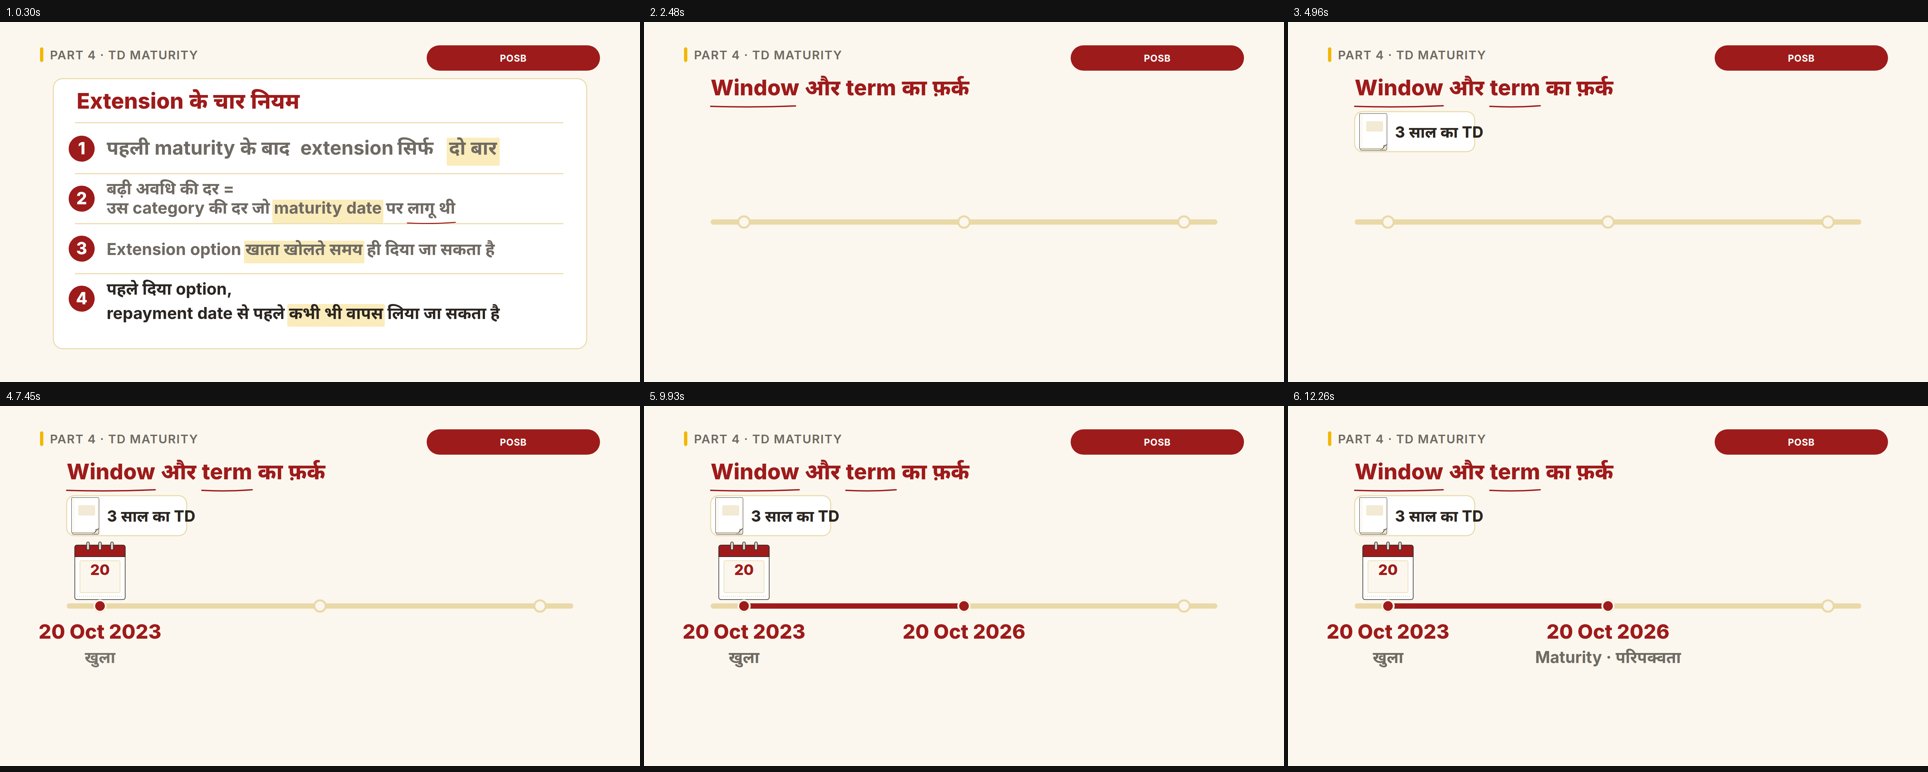 1. 0.30s
PART 4 · TD MATURITY
POSB
Extension के चार नियम
1 पहली maturity के बाद extension सिर्फ दो बार
2 बढ़ी अवधि की दर =
उस category की दर जो maturity date पर लागू थी
3 Extension option खाता खोलते समय ही दिया जा सकता है
4 पहले दिया option,
repayment date से पहले कभी भी वापस लिया जा सकता है
2. 2.48s
PART 4 · TD MATURITY
POSB
Window और term का फ़र्क
3. 4.96s
PART 4 · TD MATURITY
POSB
Window और term का फ़र्क
3 साल का TD
4. 7.45s
PART 4 · TD MATURITY
POSB
Window और term का फ़र्क
3 साल का TD
20
20 Oct 2023
खुला
5. 9.93s
PART 4 · TD MATURITY
POSB
Window और term का फ़र्क
3 साल का TD
20
20 Oct 2023 20 Oct 2026
खुला
6. 12.26s
PART 4 · TD MATURITY
POSB
Window और term का फ़र्क
3 साल का TD
20
20 Oct 2023 20 Oct 2026
खुला Maturity · परिपक्वता